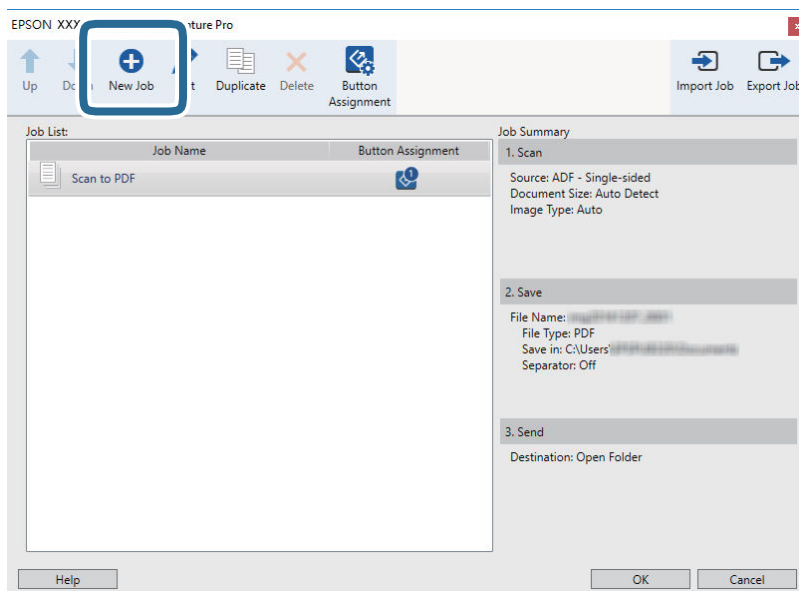 EPSON XXX ture Pro
Up
New Job
Duplicate
Delete
Button
Assignment
Import Job
Export Job
Job List:
Job Name
Button Assignment
Scan to PDF
1
Job Summary
1. Scan
Source: ADF - Single-sided
Document Size: Auto Detect
Image Type: Auto
2. Save
File Name:
File Type: PDF
Save in: C:\Users\
Separator: Off
3. Send
Destination: Open Folder
Help
OK
Cancel